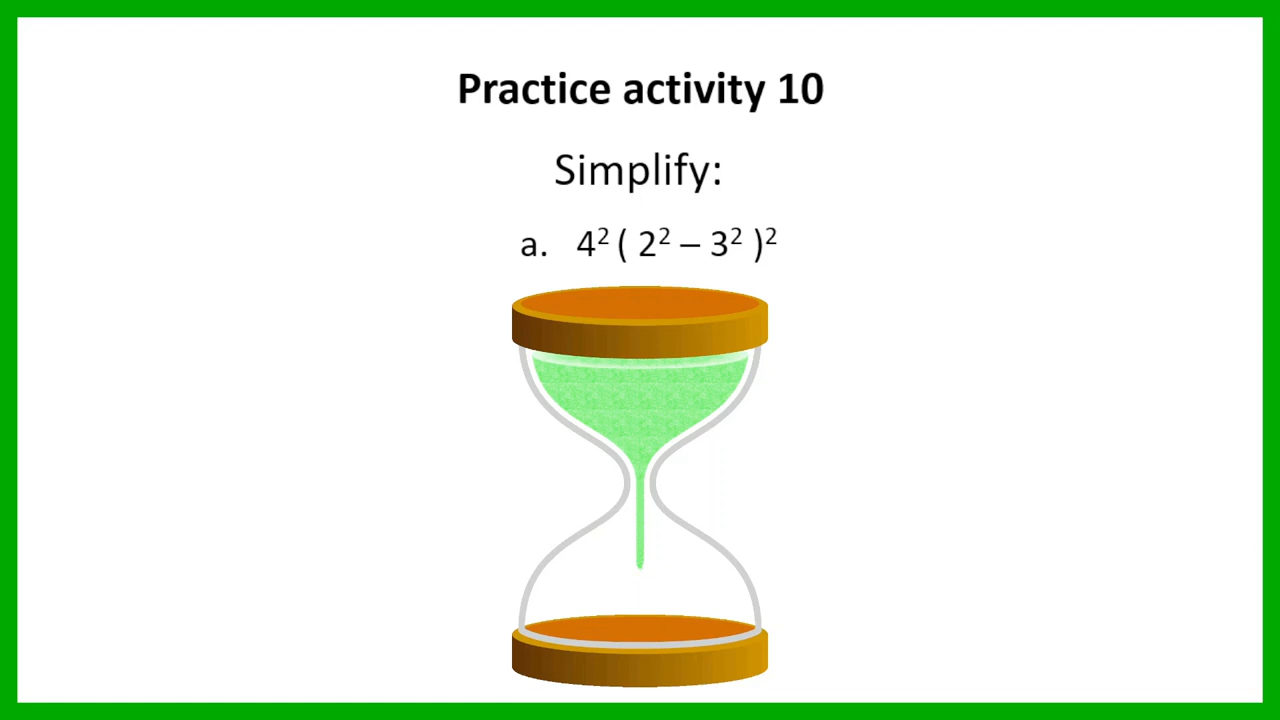 Practice activity 10
Simplify:
a. 4² ( 2² – 3² )²